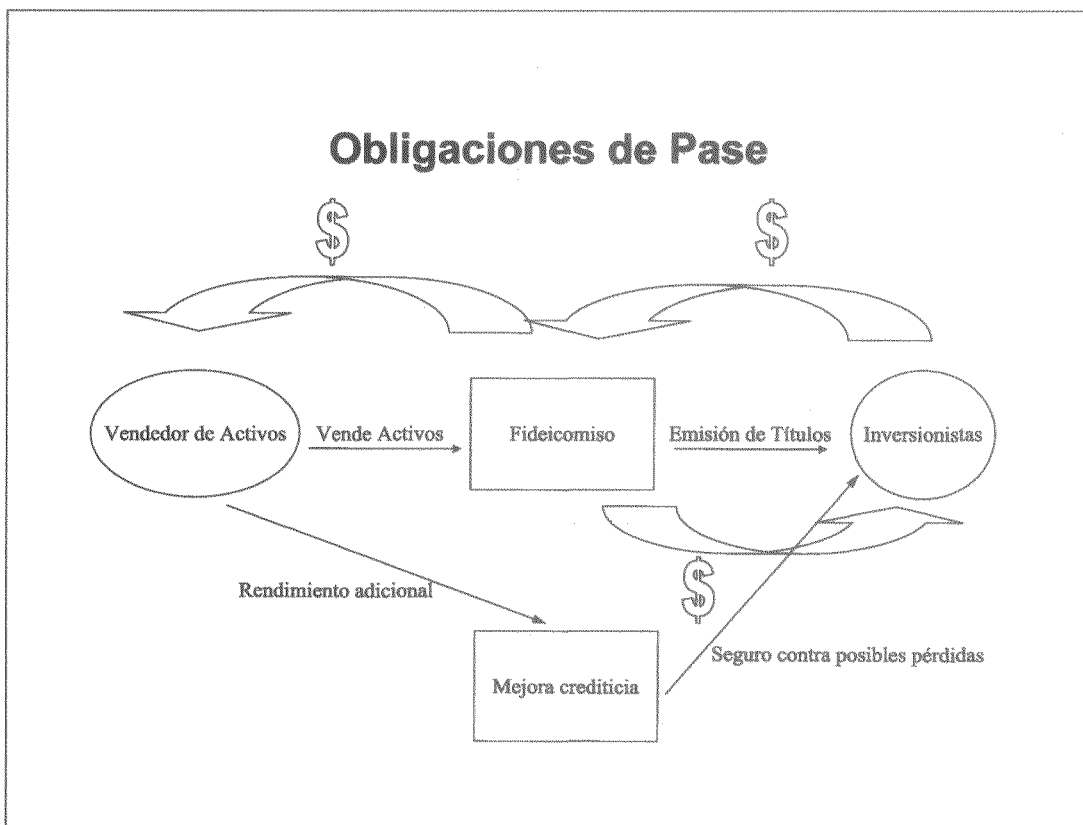 Obligaciones de Pase
$ $
Vendedor de Activos Vende Activos Fideicomiso Emisión de Títulos Inversionistas
$
Rendimiento adicional
Seguro contra posibles pérdidas
Mejora crediticia